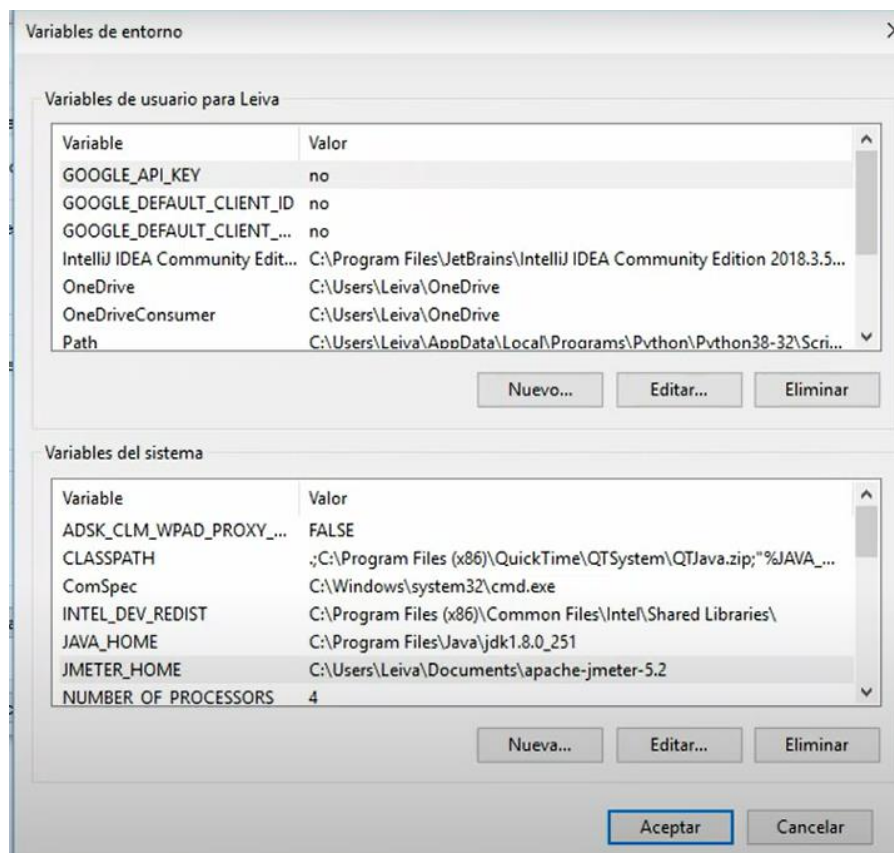 Variables de entorno
Variables de usuario para Leiva
Variable Valor
GOOGLE_API_KEY no
GOOGLE_DEFAULT_CLIENT_ID no
GOOGLE_DEFAULT_CLIENT_... no
IntelliJ IDEA Community Edit... C:\Program Files\JetBrains\IntelliJ IDEA Community Edition 2018.3.5...
OneDrive C:\Users\Leiva\OneDrive
OneDriveConsumer C:\Users\Leiva\OneDrive
Path C:\Users\Leiva\AppData\Local\Programs\Python\Python38-32\Scri...
Nuevo... Editar... Eliminar
Variables del sistema
Variable Valor
ADSK_CLM_WPAD_PROXY_... FALSE
CLASSPATH .;C:\Program Files (x86)\QuickTime\QTSystem\QTJava.zip;"%JAVA_...
ComSpec C:\Windows\system32\cmd.exe
INTEL_DEV_REDIST C:\Program Files (x86)\Common Files\Intel\Shared Libraries\
JAVA_HOME C:\Program Files\Java\jdk1.8.0_251
JMETER_HOME C:\Users\Leiva\Documents\apache-jmeter-5.2
NUMBER_OF_PROCESSORS 4
Nueva... Editar... Eliminar
Aceptar Cancelar